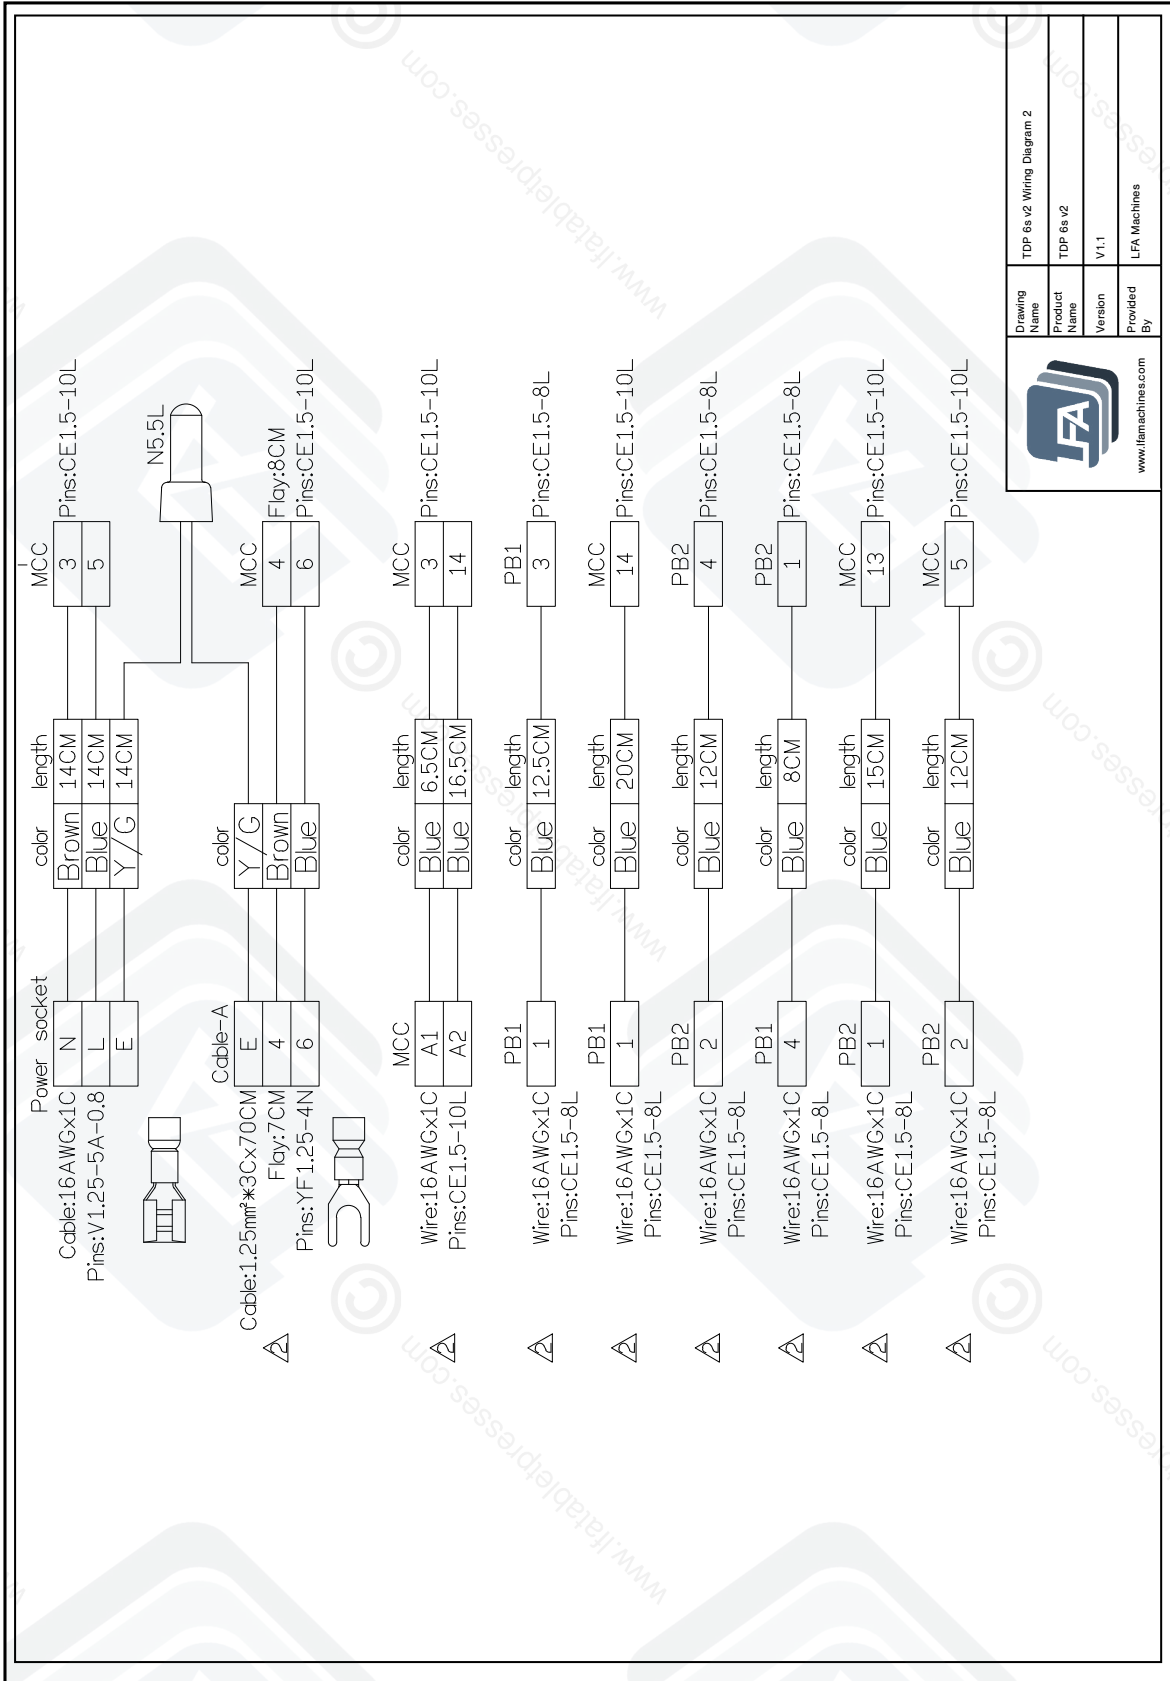 Power socket
color
length
MCC
Cable:16AWGx1C
N
Brown
14CM
3
Pins:CE1.5-10L
Pins:V1.25-5A-0.8
L
Blue
14CM
5
E
Y/G
14CM
N5.5L
Cable-A
color
MCC
Cable:1.25mm²*3Cx70CM
E
Y/G
Flay:7CM
4
Brown
4
Flay:8CM
Pins:YF1.25-4N
6
Blue
6
Pins:CE1.5-10L
2
MCC
color
length
MCC
Wire:16AWGx1C
A1
Blue
6.5CM
3
Pins:CE1.5-10L
Pins:CE1.5-10L
A2
Blue
16.5CM
14
2
PB1
color
length
PB1
Wire:16AWGx1C
1
Blue
12.5CM
3
Pins:CE1.5-8L
Pins:CE1.5-8L
2
PB1
color
length
MCC
Wire:16AWGx1C
1
Blue
20CM
14
Pins:CE1.5-10L
Pins:CE1.5-8L
2
PB2
color
length
PB2
Wire:16AWGx1C
2
Blue
12CM
4
Pins:CE1.5-8L
Pins:CE1.5-8L
2
PB1
color
length
PB2
Wire:16AWGx1C
4
Blue
8CM
1
Pins:CE1.5-8L
Pins:CE1.5-8L
2
PB2
color
length
MCC
Wire:16AWGx1C
1
Blue
15CM
13
Pins:CE1.5-10L
Pins:CE1.5-8L
2
PB2
color
length
MCC
Wire:16AWGx1C
2
Blue
12CM
5
Pins:CE1.5-10L
Pins:CE1.5-8L
2
LFA
www.lfamachines.com
Drawing
Name
TDP 6s v2 Wiring Diagram 2
Product
Name
TDP 6s v2
Version
V1.1
Provided
By
LFA Machines
© www.lfatabletpresses.com